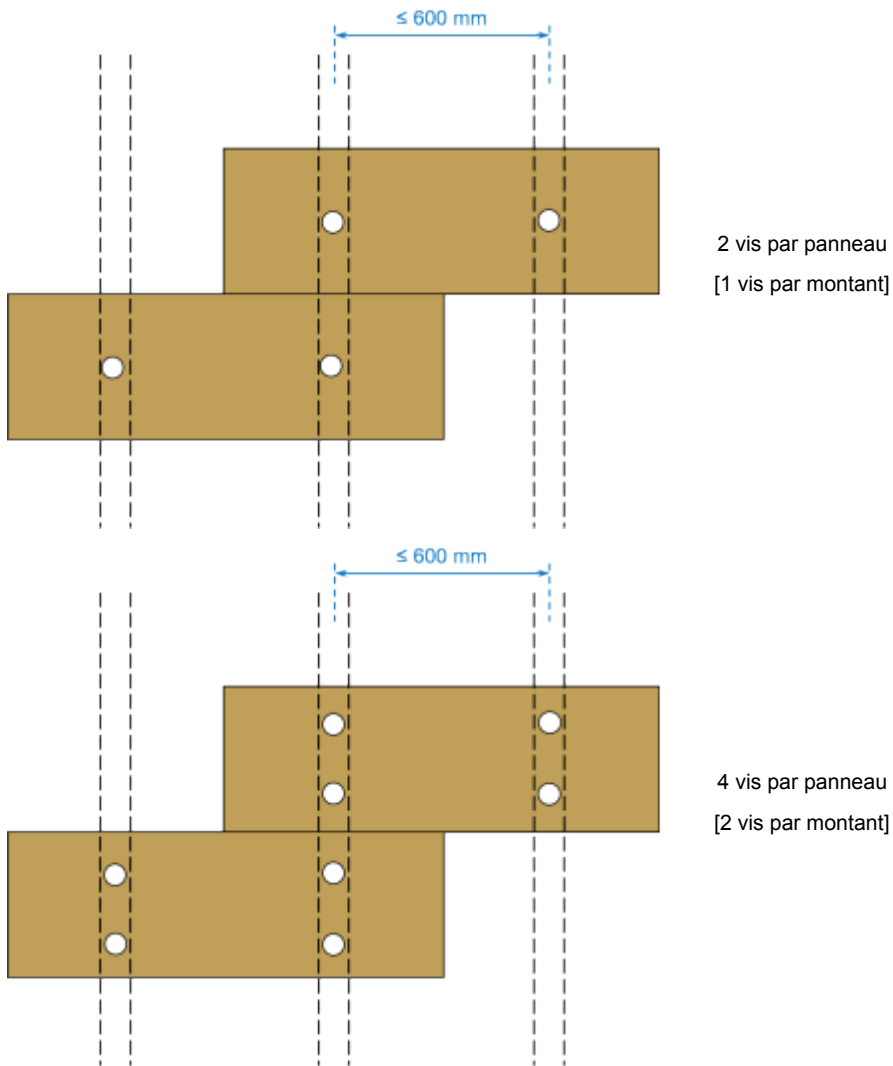 ≤ 600 mm
2 vis par panneau
[1 vis par montant]
≤ 600 mm
4 vis par panneau
[2 vis par montant]